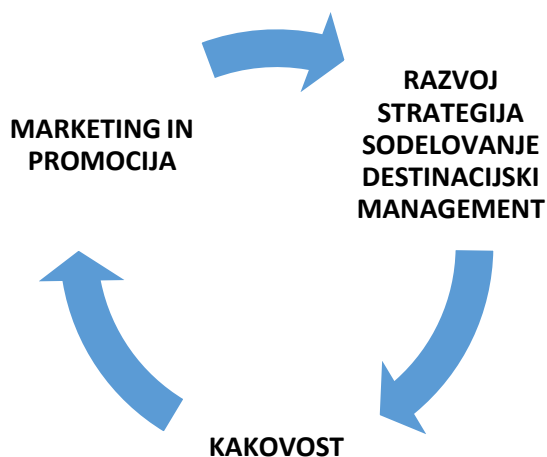 MARKETING IN
PROMOCIJA
RAZVOJ
STRATEGIJA
SODELOVANJE
DESTINACIJSKI
MANAGEMENT
KAKOVOST